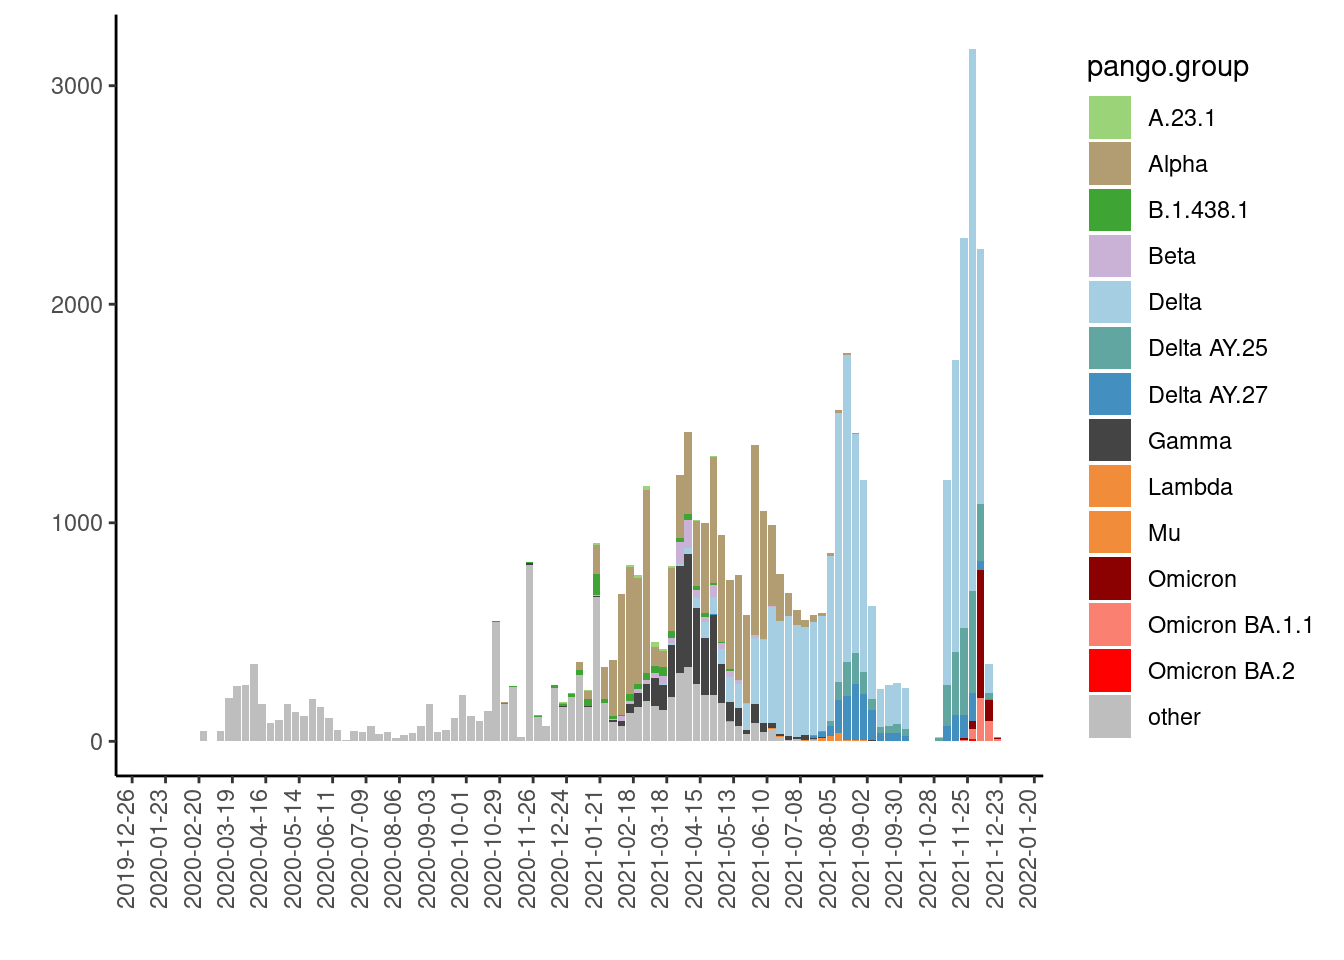 pango.group
A.23.1
Alpha
B.1.438.1
Beta
Delta
Delta AY.25
Delta AY.27
Gamma
Lambda
Mu
Omicron
Omicron BA.1.1
Omicron BA.2
other
3000
2000
1000
0
2019-12-26
2020-01-23
2020-02-20
2020-03-19
2020-04-16
2020-05-14
2020-06-11
2020-07-09
2020-08-06
2020-09-03
2020-10-01
2020-10-29
2020-11-26
2020-12-24
2021-01-21
2021-02-18
2021-03-18
2021-04-15
2021-05-13
2021-06-10
2021-07-08
2021-08-05
2021-09-02
2021-09-30
2021-10-28
2021-11-25
2021-12-23
2022-01-20